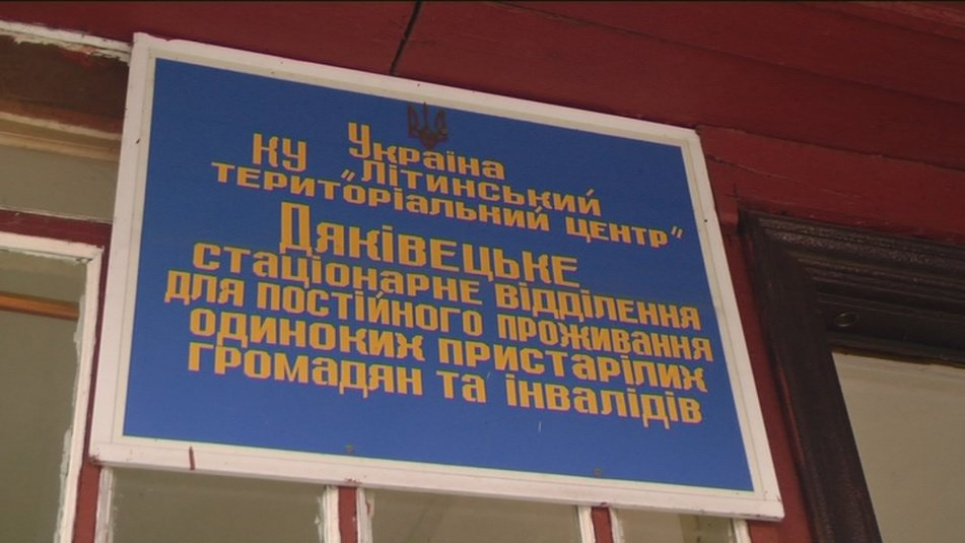 Україна
КУ "Літинський
територіальний центр"
Дяківецьке
стаціонарне відділення
для постійного проживання
одиноких пристарілих
громадян та інвалідів